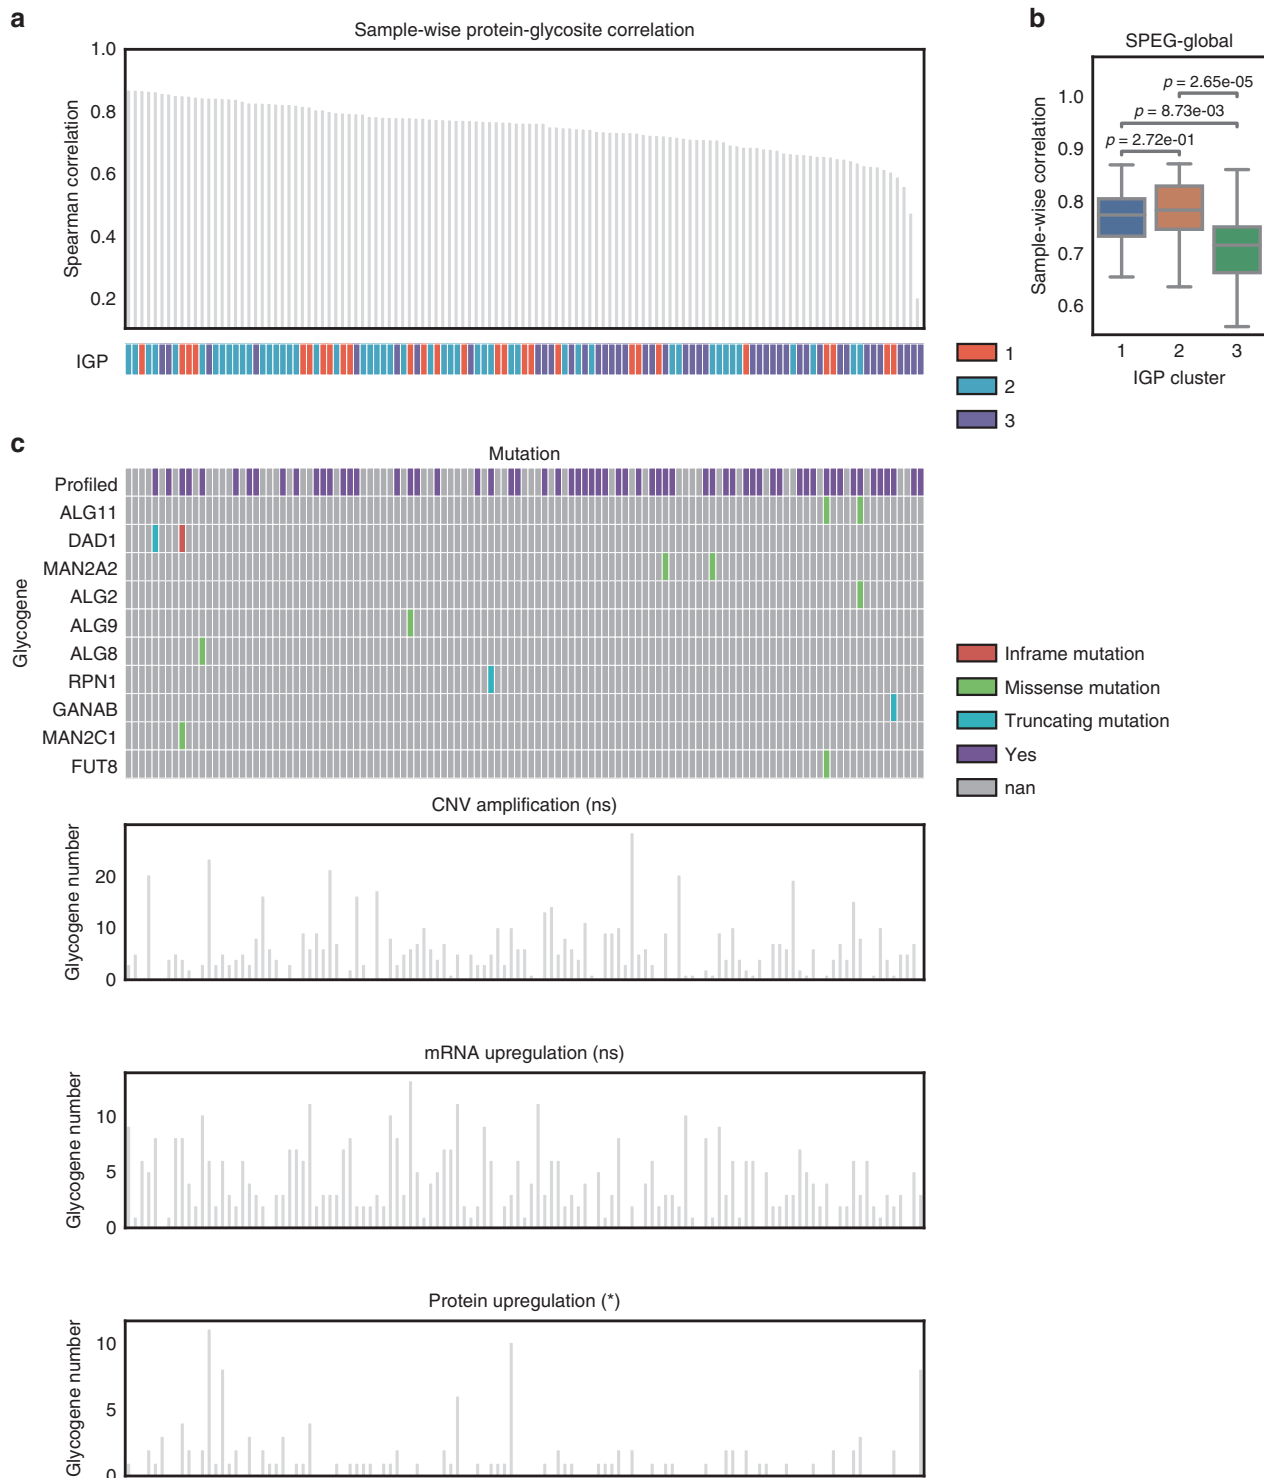 a
Sample-wise protein-glycosite correlation
1.0
0.8
0.6
0.4
0.2
Spearman correlation
IGP
1
2
3
b
SPEG-global
p = 2.65e-05
p = 8.73e-03
p = 2.72e-01
1.0
0.9
0.8
0.7
0.6
Sample-wise correlation
1 2 3
IGP cluster
c
Mutation
Glycogene
Profiled
ALG11
DAD1
MAN2A2
ALG2
ALG9
ALG8
RPN1
GANAB
MAN2C1
FUT8
Inframe mutation
Missense mutation
Truncating mutation
Yes
nan
CNV amplification (ns)
Glycogene number
20
10
0
mRNA upregulation (ns)
Glycogene number
10
5
0
Protein upregulation (*)
Glycogene number
10
5
0